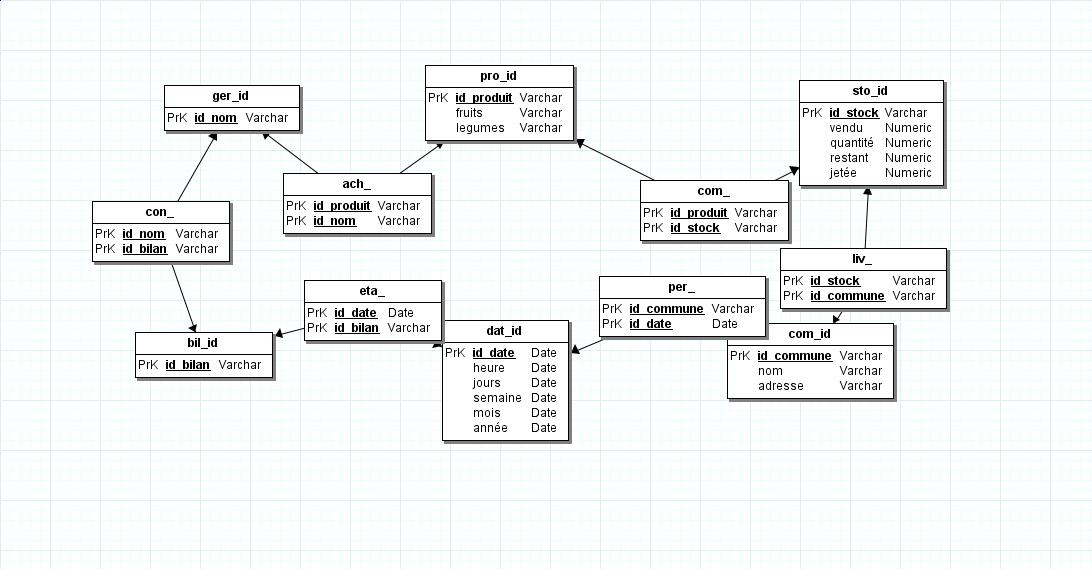 pro_id
PrK id_produit Varchar
fruits Varchar
legumes Varchar
sto_id
PrK id_stock Varchar
vendu Numeric
quantité Numeric
restant Numeric
jetée Numeric
ger_id
PrK id_nom Varchar
ach_
PrK id_produit Varchar
PrK id_nom Varchar
com_
PrK id_produit Varchar
PrK id_stock Varchar
con_
PrK id_nom Varchar
PrK id_bilan Varchar
liv_
PrK id_stock Varchar
PrK id_commune Varchar
eta_
PrK id_date Date
PrK id_bilan Varchar
per_
PrK id_commune Varchar
PrK id_date Date
bil_id
PrK id_bilan Varchar
dat_id
PrK id_date Date
heure Date
jours Date
semaine Date
mois Date
année Date
com_id
PrK id_commune Varchar
nom Varchar
adresse Varchar